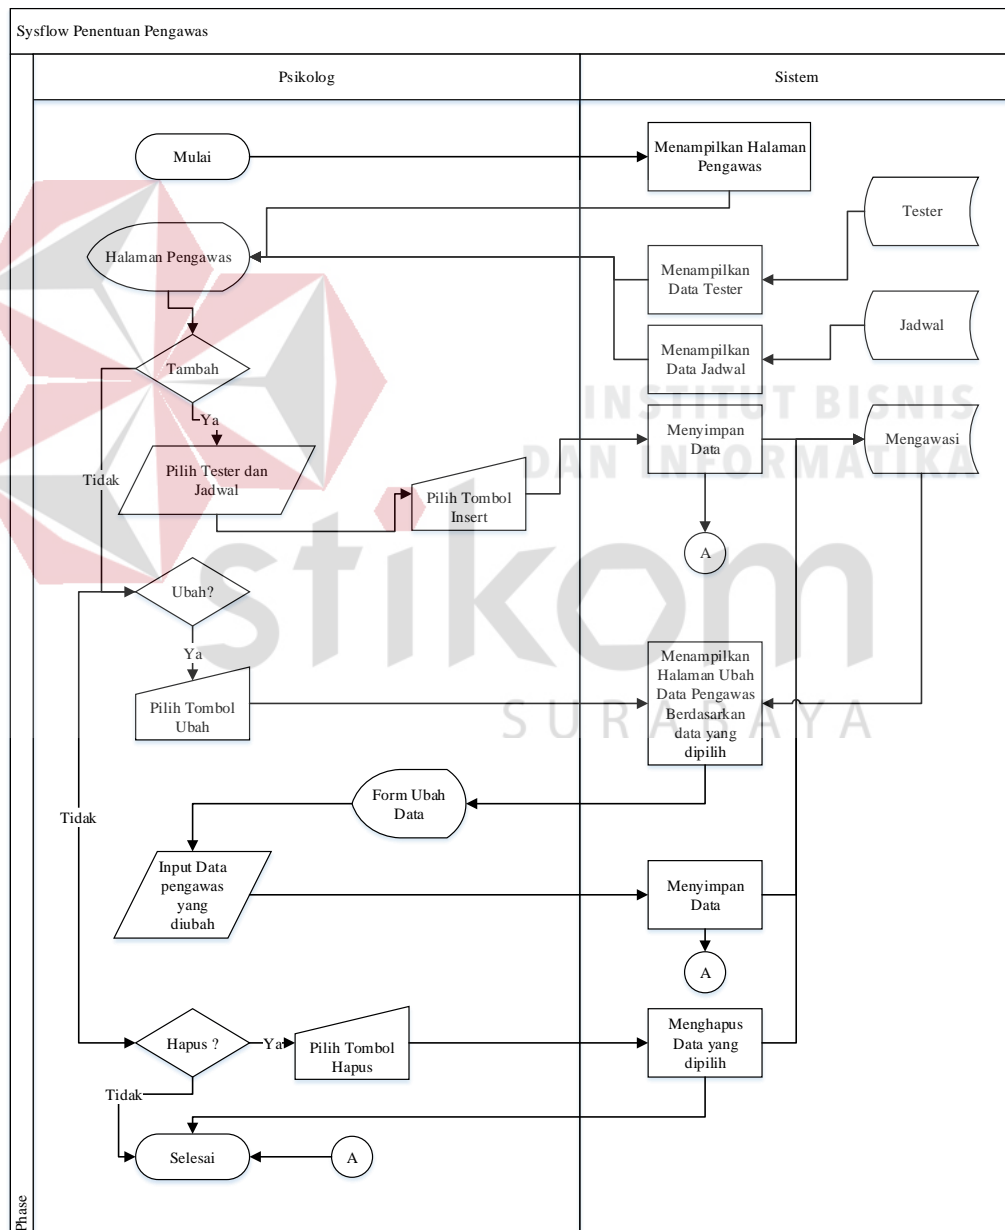 Sysflow Penentuan Pengawas
Psikolog
Sistem
Mulai
Menampilkan Halaman
Pengawas
Tester
Halaman Pengawas
Menampilkan
Data Tester
Jadwal
Menampilkan
Data Jadwal
Tambah
Ya
INSTITUT BISNIS
DAN INFORMATIKA
Menyimpan
Data
Mengawasi
Pilih Tester dan
Jadwal
Tidak
Pilih Tombol
Insert
A
stikom
SURABAYA
Ubah?
Ya
Pilih Tombol
Ubah
Menampilkan
Halaman Ubah
Data Pengawas
Berdasarkan
data yang
dipilih
Form Ubah
Data
Tidak
Input Data
pengawas
yang
diubah
Menyimpan
Data
A
Hapus ?
Ya
Pilih Tombol
Hapus
Menghapus
Data yang
dipilih
Tidak
Selesai
A
Phase